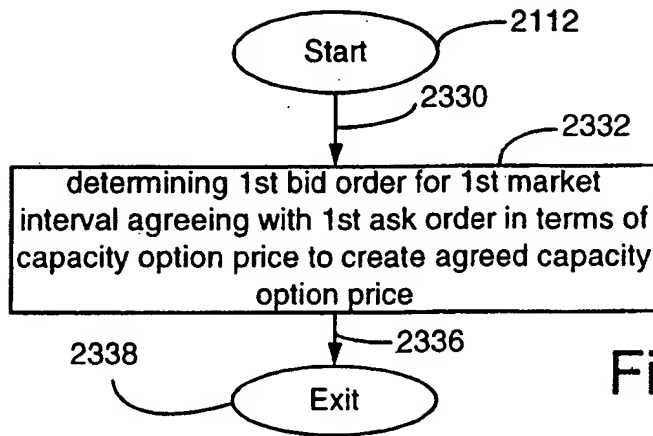 Start
2112
2330
2332
determining 1st bid order for 1st market
interval agreeing with 1st ask order in terms of
capacity option price to create agreed capacity
option price
2336
2338
Exit
Fi